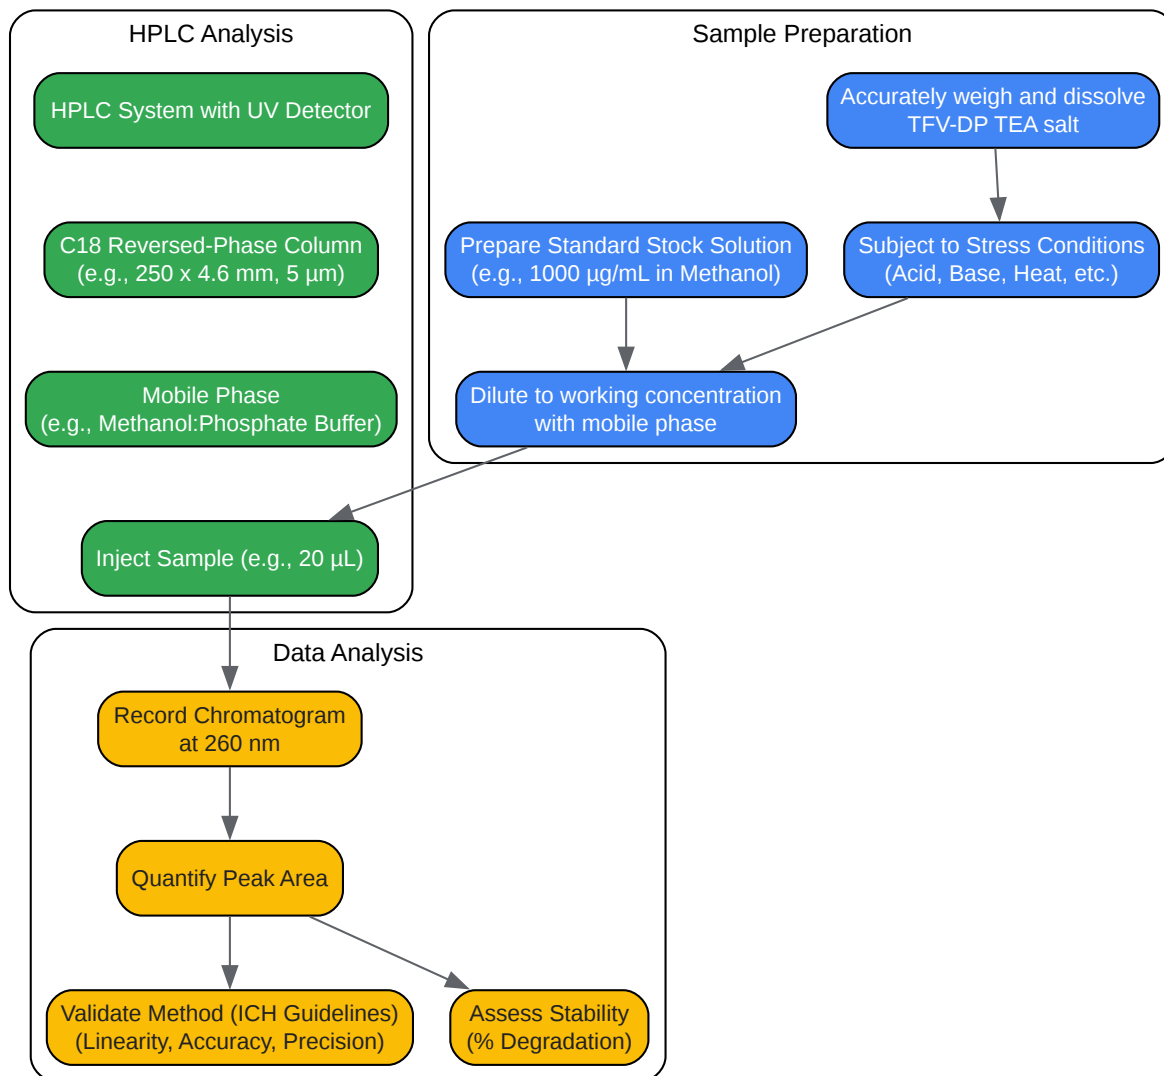 HPLC Analysis
HPLC System with UV Detector
C18 Reversed-Phase Column
(e.g., 250 x 4.6 mm, 5 µm)
Mobile Phase
(e.g., Methanol:Phosphate Buffer)
Inject Sample (e.g., 20 µL)
Sample Preparation
Accurately weigh and dissolve
TFV-DP TEA salt
Prepare Standard Stock Solution
(e.g., 1000 µg/mL in Methanol)
Subject to Stress Conditions
(Acid, Base, Heat, etc.)
Dilute to working concentration
with mobile phase
Data Analysis
Record Chromatogram
at 260 nm
Quantify Peak Area
Validate Method (ICH Guidelines)
(Linearity, Accuracy, Precision)
Assess Stability
(% Degradation)